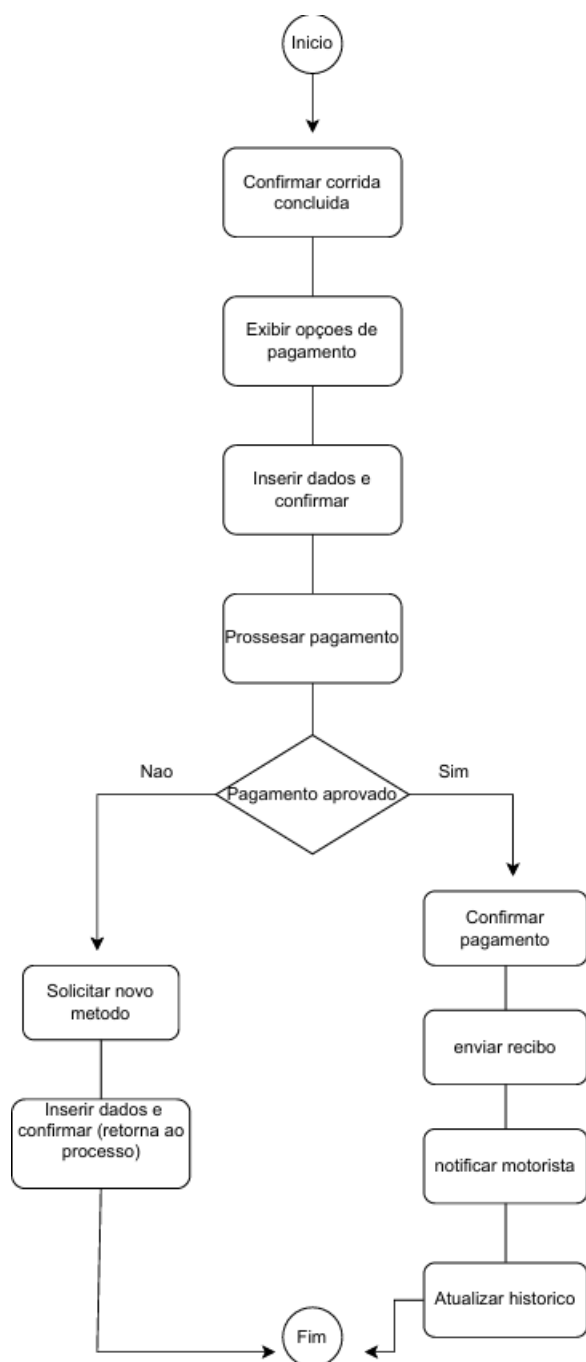 Inicio
Confirmar corrida
concluida
Exibir opçoes de
pagamento
Inserir dados e
confirmar
Prossesar pagamento
Nao
Sim
Pagamento aprovado
Confirmar
pagamento
Solicitar novo
metodo
enviar recibo
Inserir dados e
confirmar (retorna ao
processo)
notificar motorista
Atualizar historico
Fim